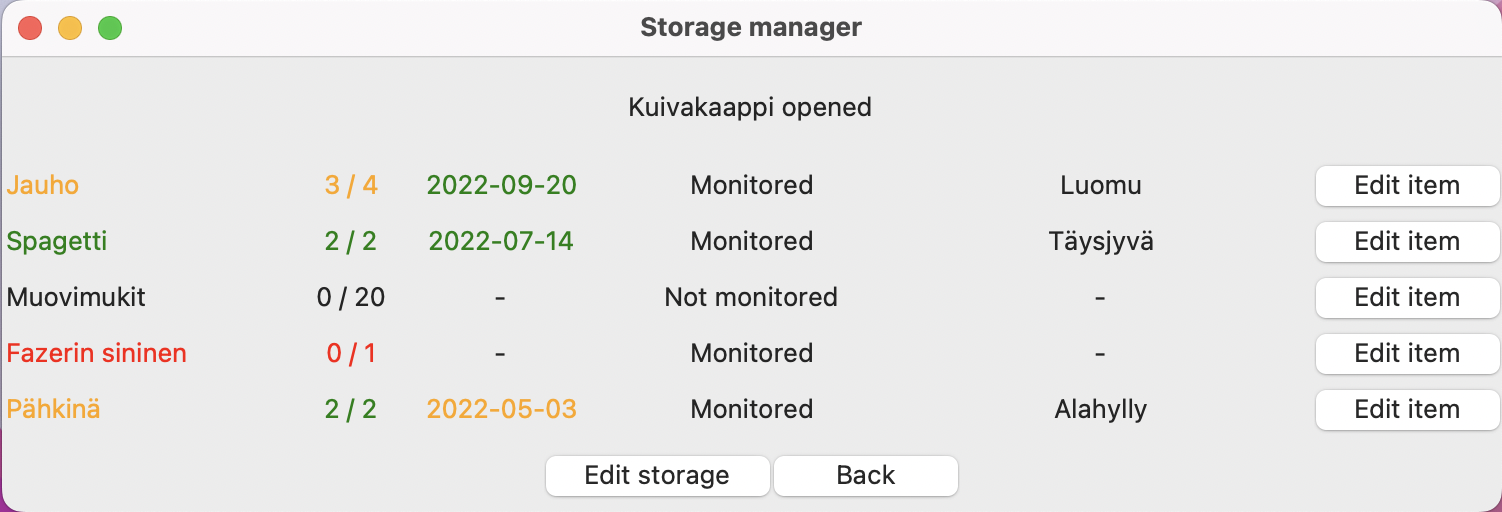 Storage manager
Kuivakaappi opened
Jauho 3 / 4 2022-09-20 Monitored Luomu Edit item
Spagetti 2 / 2 2022-07-14 Monitored Täysjyvä Edit item
Muovimukit 0 / 20 - Not monitored - Edit item
Fazerin sininen 0 / 1 - Monitored - Edit item
Pähkinä 2 / 2 2022-05-03 Monitored Alahylly Edit item
Edit storage Back